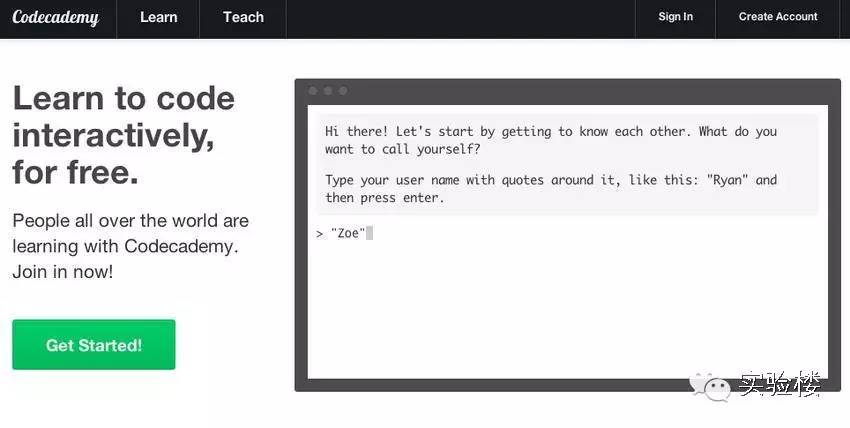 Codecademy
Learn
Teach
Sign In
Create Account
Learn to code
interactively,
for free.
People all over the world are
learning with Codecademy.
Join in now!
Get Started!
Hi there! Let's start by getting to know each other. What do you
want to call yourself?
Type your user name with quotes around it, like this: "Ryan" and
then press enter.
> "Zoe"
实验楼